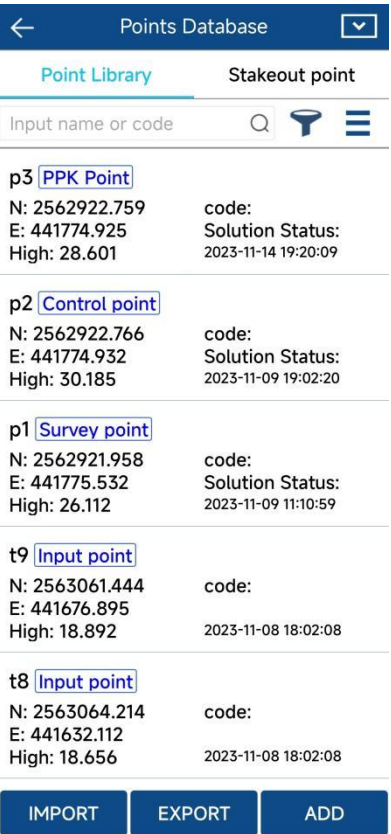 Points Database
Point Library Stakeout point
Input name or code
p3 PPK Point
N: 2562922.759 code:
E: 441774.925 Solution Status:
High: 28.601 2023-11-14 19:20:09
p2 Control point
N: 2562922.766 code:
E: 441774.932 Solution Status:
High: 30.185 2023-11-09 19:02:20
p1 Survey point
N: 2562921.958 code:
E: 441775.532 Solution Status:
High: 26.112 2023-11-09 11:10:59
t9 Input point
N: 2563061.444 code:
E: 441676.895
High: 18.892 2023-11-08 18:02:08
t8 Input point
N: 2563064.214 code:
E: 441632.112
High: 18.656 2023-11-08 18:02:08
IMPORT EXPORT ADD